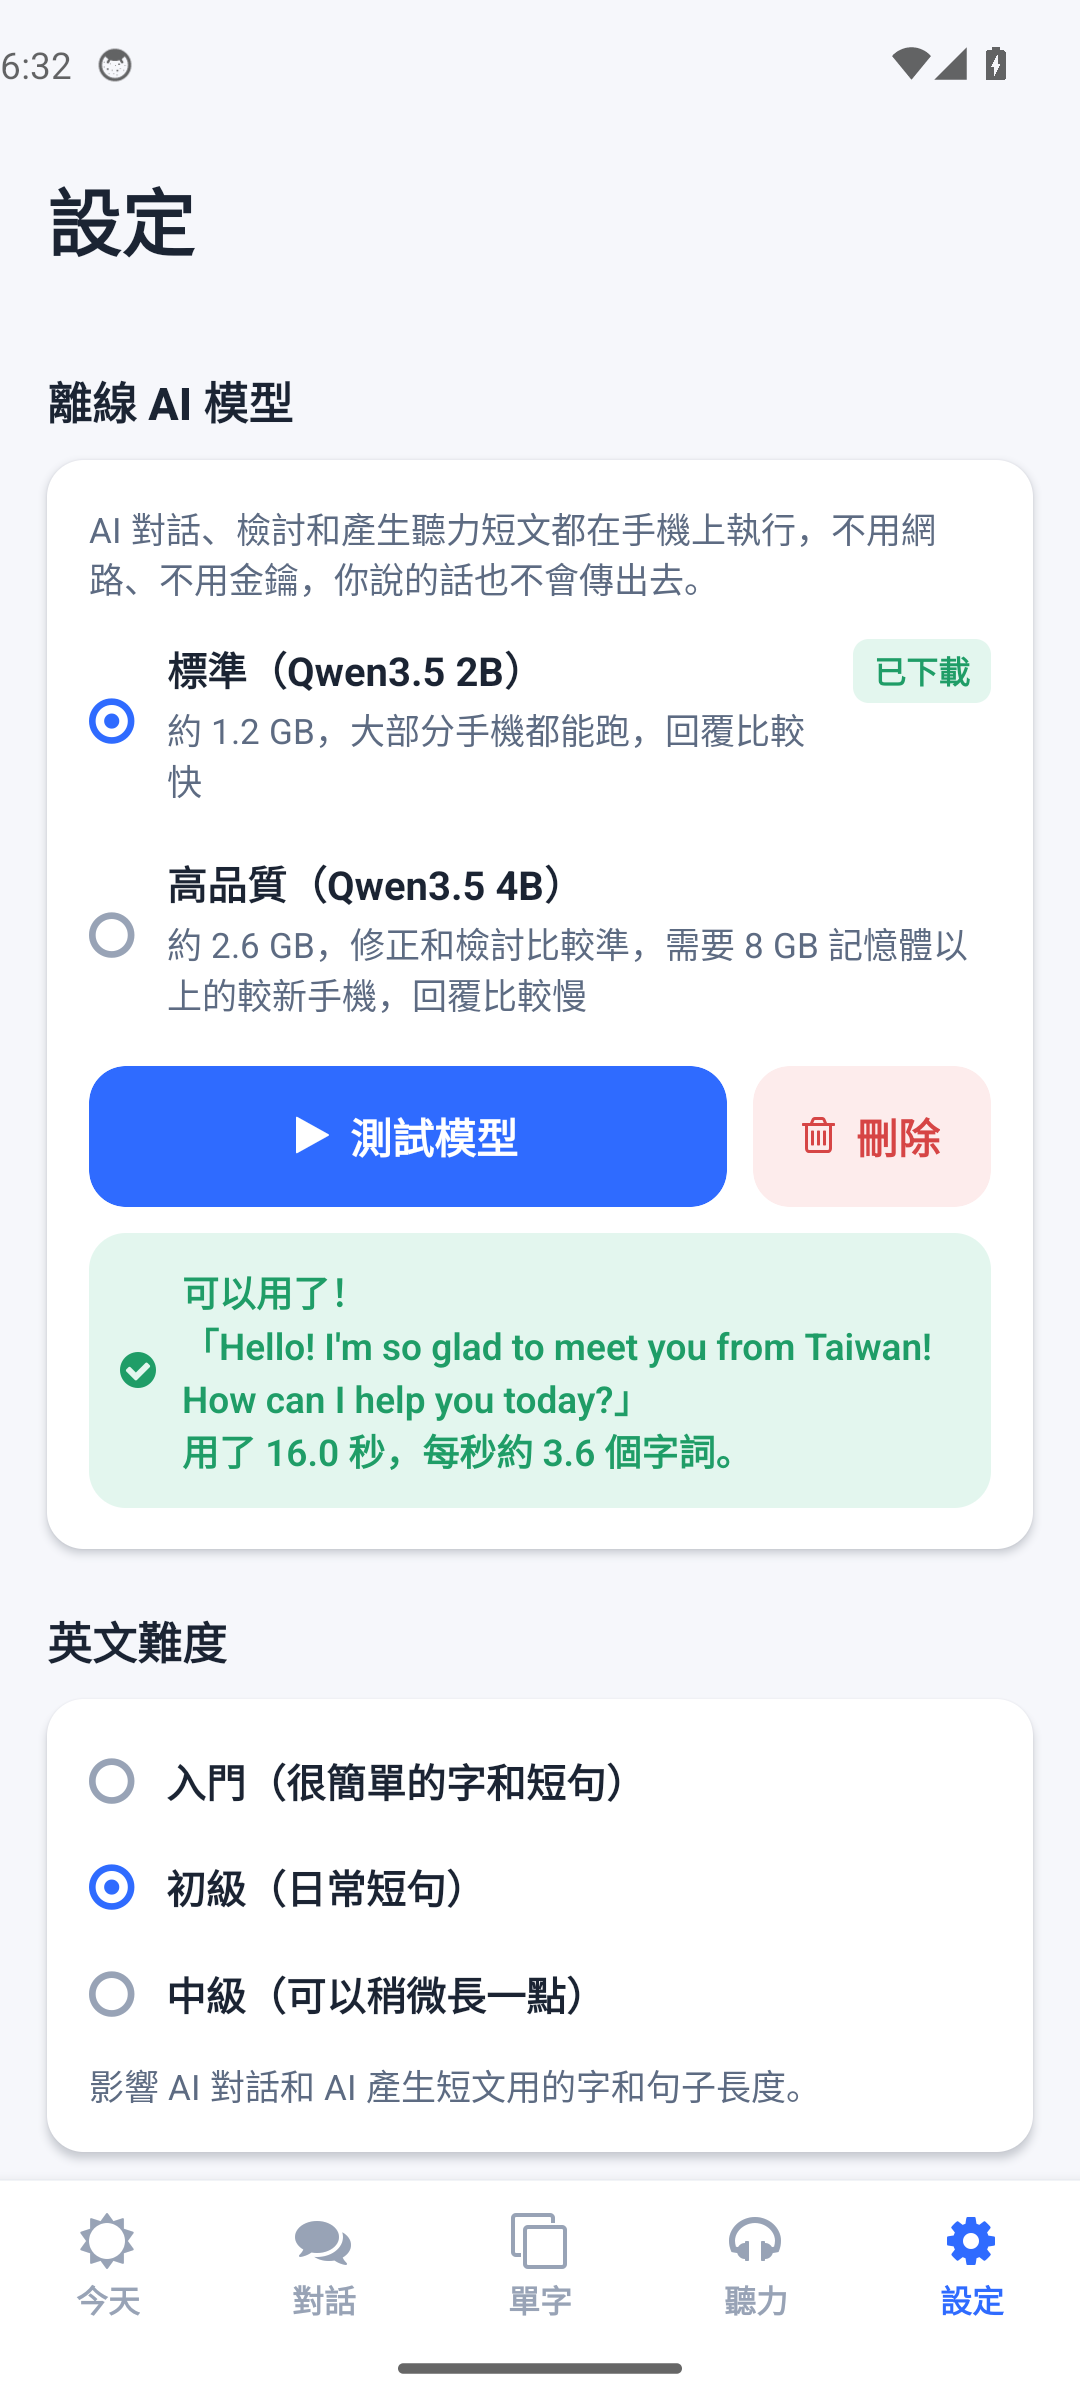 6:32
設定
離線 AI 模型
AI 對話、檢討和產生聽力短文都在手機上執行，不用網
路、不用金鑰，你說的話也不會傳出去。
標準（Qwen3.5 2B）
已下載
約 1.2 GB，大部分手機都能跑，回覆比較
快
高品質（Qwen3.5 4B）
約 2.6 GB，修正和檢討比較準，需要 8 GB 記憶體以
上的較新手機，回覆比較慢
測試模型
刪除
可以用了！
「Hello! I'm so glad to meet you from Taiwan!
How can I help you today?」
用了 16.0 秒，每秒約 3.6 個字詞。
英文難度
入門（很簡單的字和短句）
初級（日常短句）
中級（可以稍微長一點）
影響 AI 對話和 AI 產生短文用的字和句子長度。
今天
對話
單字
聽力
設定